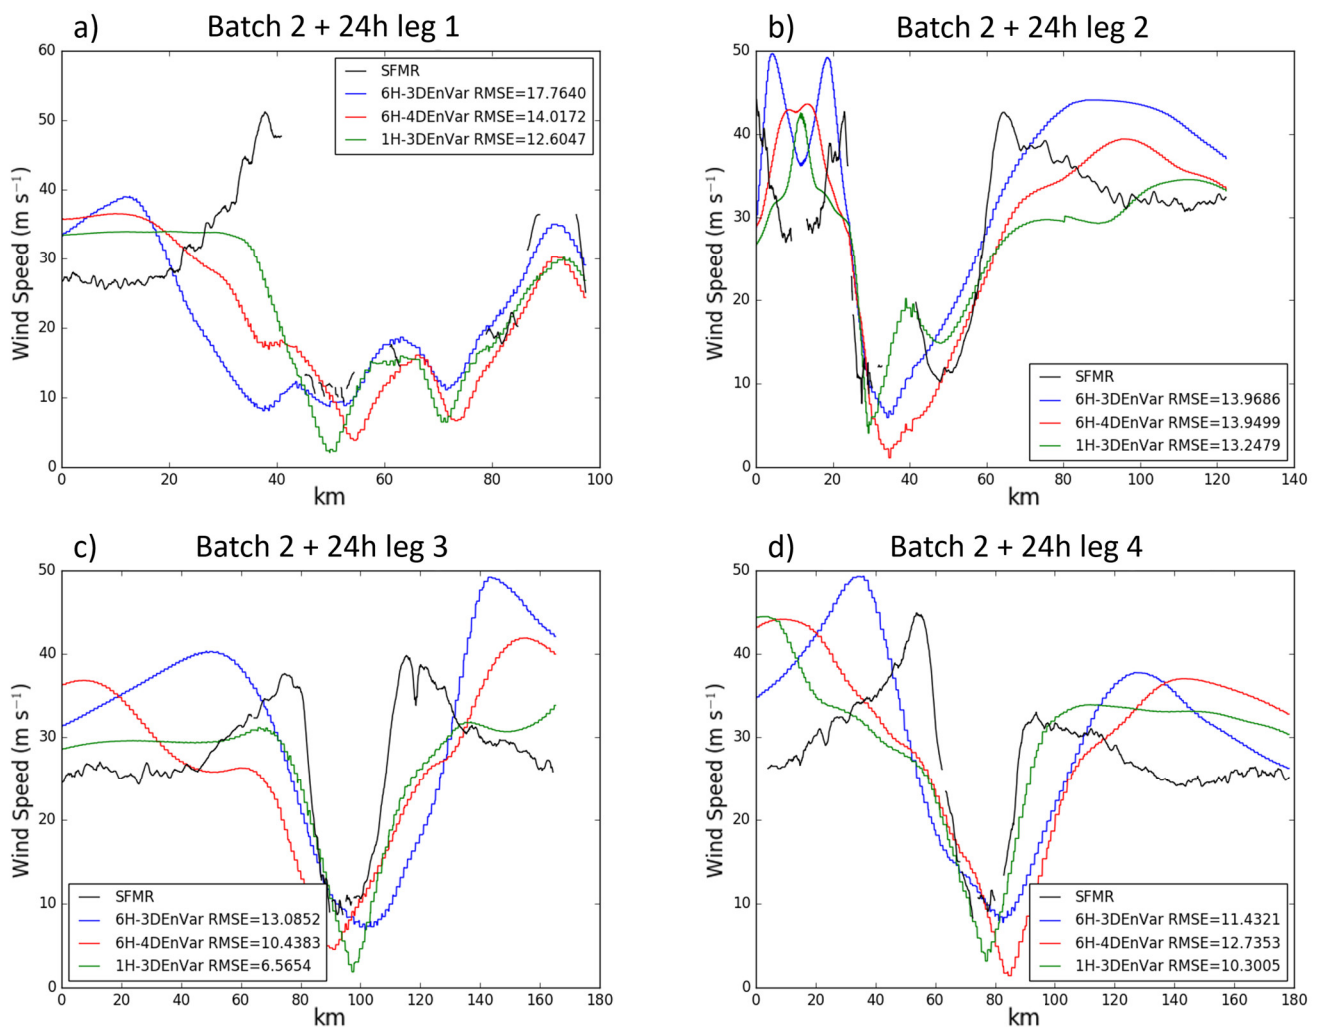 a) Batch 2 + 24h leg 1
60
50
40
30
20
10
0
Wind Speed (m s⁻¹)
SFMR
6H-3DEnVar RMSE=17.7640
6H-4DEnVar RMSE=14.0172
1H-3DEnVar RMSE=12.6047
0 20 40 60 80 100
km
b) Batch 2 + 24h leg 2
50
40
30
20
10
0
Wind Speed (m s⁻¹)
SFMR
6H-3DEnVar RMSE=13.9686
6H-4DEnVar RMSE=13.9499
1H-3DEnVar RMSE=13.2479
0 20 40 60 80 100 120 140
km
c) Batch 2 + 24h leg 3
50
40
30
20
10
0
Wind Speed (m s⁻¹)
SFMR
6H-3DEnVar RMSE=13.0852
6H-4DEnVar RMSE=10.4383
1H-3DEnVar RMSE=6.5654
0 20 40 60 80 100 120 140 160 180
km
d) Batch 2 + 24h leg 4
50
40
30
20
10
0
Wind Speed (m s⁻¹)
SFMR
6H-3DEnVar RMSE=11.4321
6H-4DEnVar RMSE=12.7353
1H-3DEnVar RMSE=10.3005
0 20 40 60 80 100 120 140 160 180
km